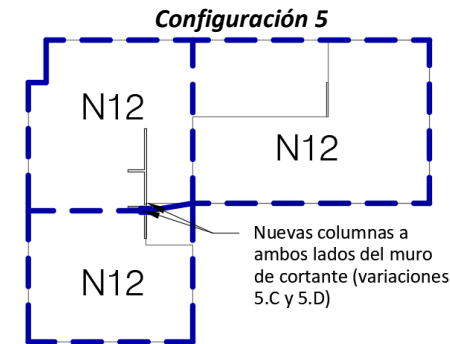 Configuración 5
N12
N12
Nuevas columnas a
ambos lados del muro
de cortante (variaciones
5.C y 5.D)
N12